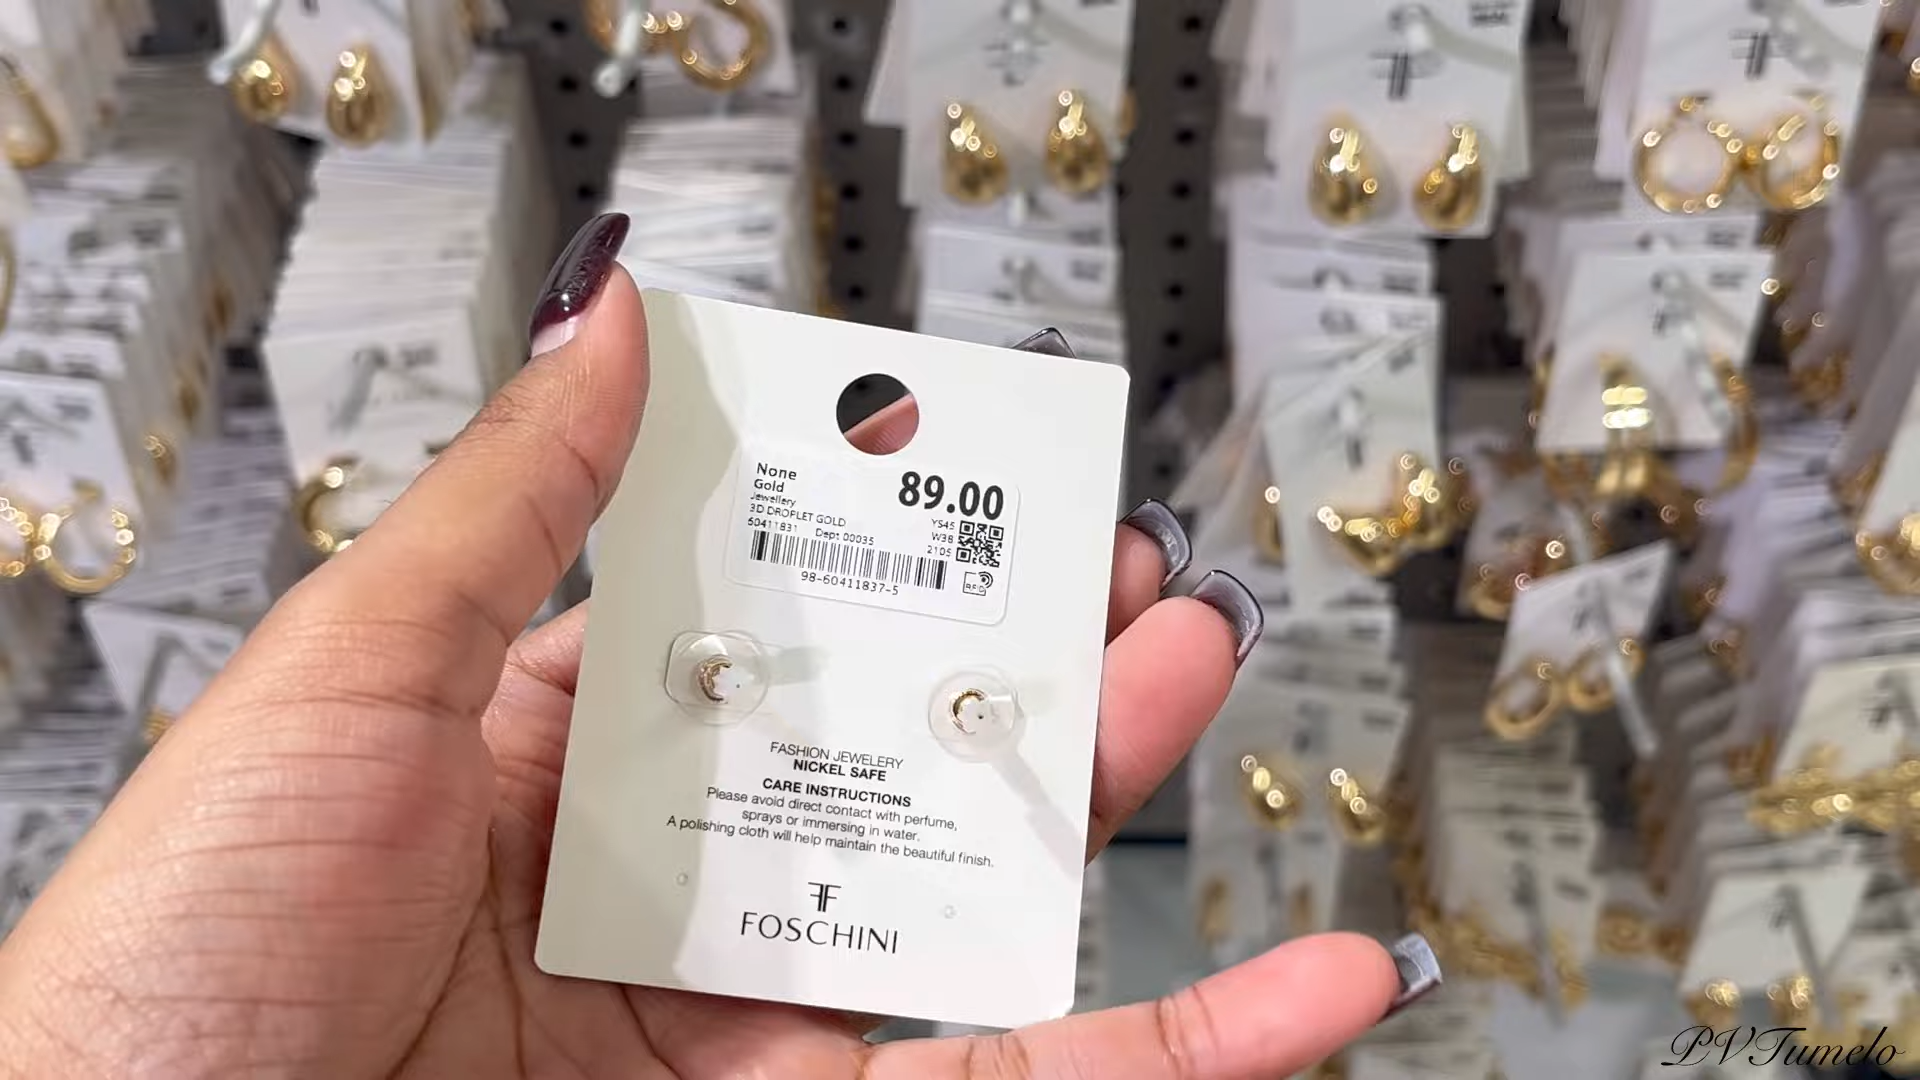 None
Gold
Jewellery
3D DROPLET GOLD
60411831 Dept 00035
89.00
YS45
W38
2105
98-60411837-5
RFID
FASHION JEWELERY
NICKEL SAFE
CARE INSTRUCTIONS
Please avoid direct contact with perfume,
sprays or immersing in water.
A polishing cloth will help maintain the beautiful finish.
FF
FOSCHINI
PVTumelo